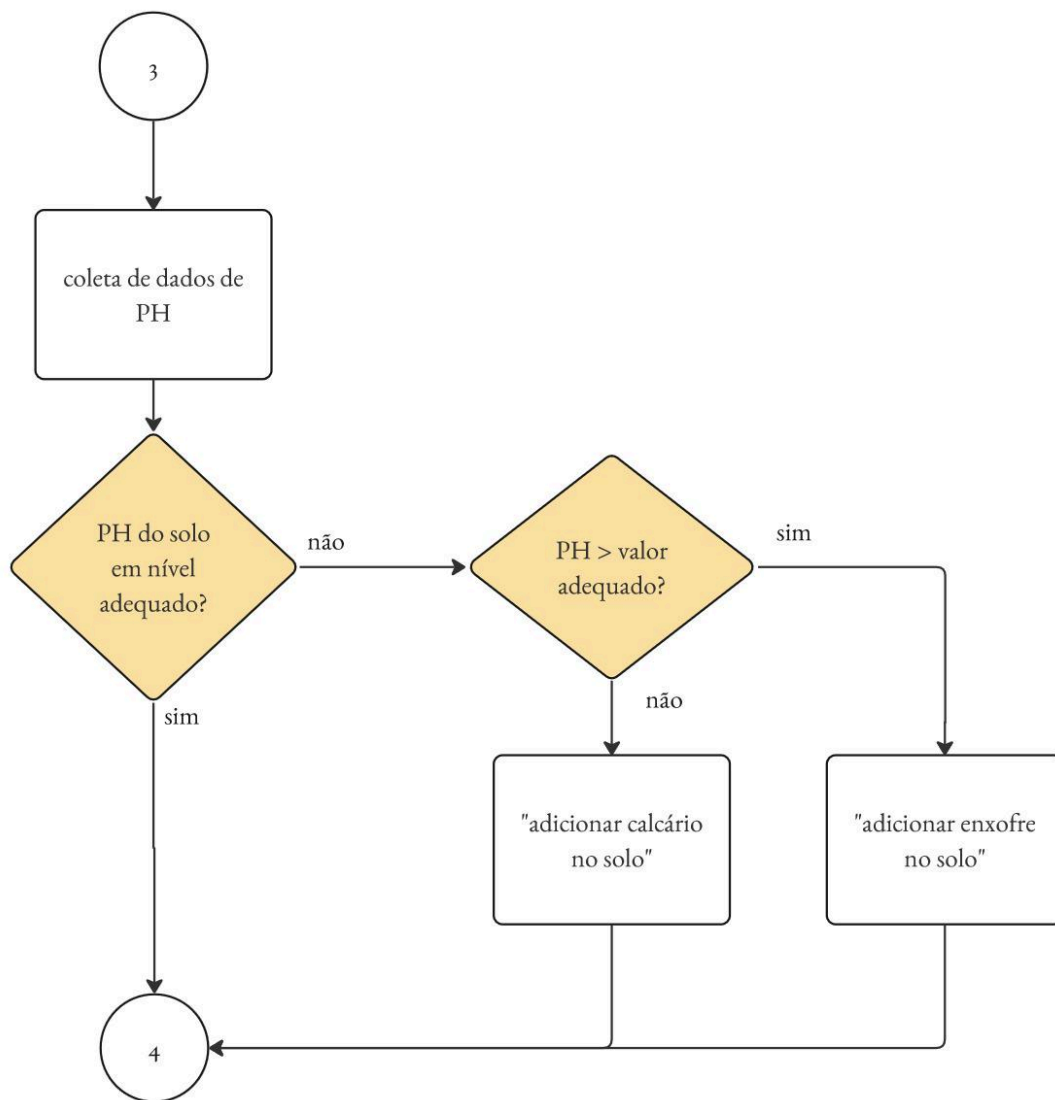 3
coleta de dados de
PH
PH do solo
em nível
adequado?
não
PH > valor
adequado?
sim
sim
não
"adicionar calcário
no solo"
"adicionar enxofre
no solo"
4